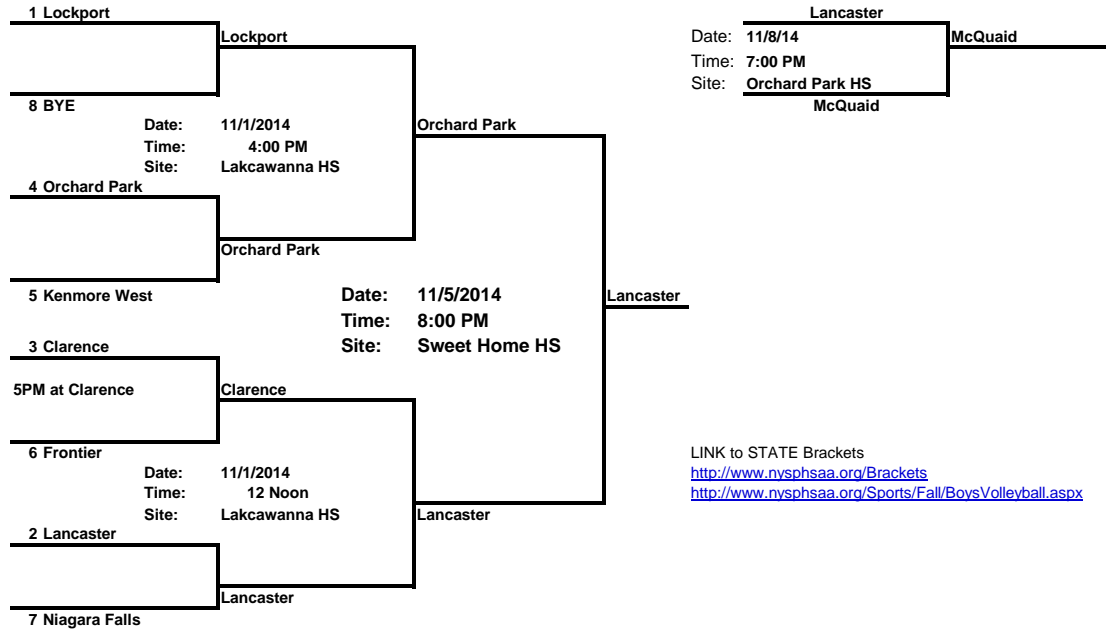 1 Lockport
Lockport
8 BYE
Date: 11/1/2014
Time: 4:00 PM
Site: Lakcawanna HS
Orchard Park
4 Orchard Park
Orchard Park
5 Kenmore West
Date: 11/5/2014
Time: 8:00 PM
Site: Sweet Home HS
Lancaster
3 Clarence
5PM at Clarence
Clarence
6 Frontier
Date: 11/1/2014
Time: 12 Noon
Site: Lakcawanna HS
Lancaster
2 Lancaster
Lancaster
7 Niagara Falls
Lancaster
Date: 11/8/14
Time: 7:00 PM
Site: Orchard Park HS
McQuaid
McQuaid
LINK to STATE Brackets
http://www.nysphsaa.org/Brackets
http://www.nysphsaa.org/Sports/Fall/BoysVolleyball.aspx